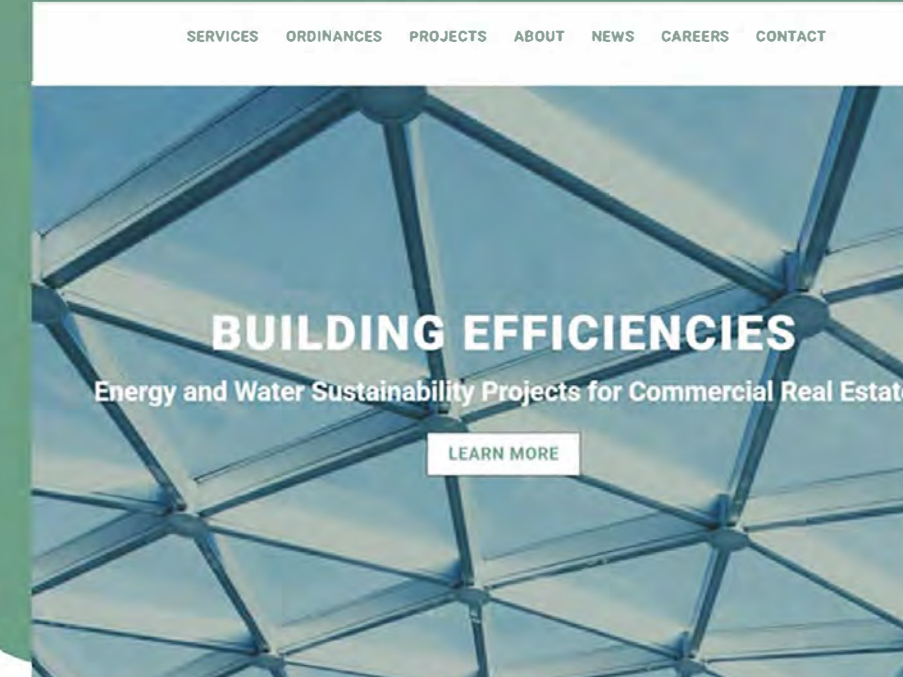 SERVICES ORDINANCES PROJECTS ABOUT NEWS CAREERS CONTACT
BUILDING EFFICIENCIES
Energy and Water Sustainability Projects for Commercial Real Estate
LEARN MORE